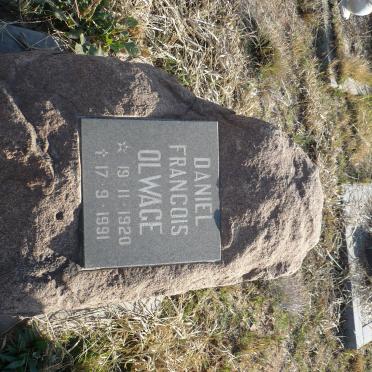 DANIEL
FRANCOIS
OLWAGE
☆ 19·11·1920
✝ 17·9·1991